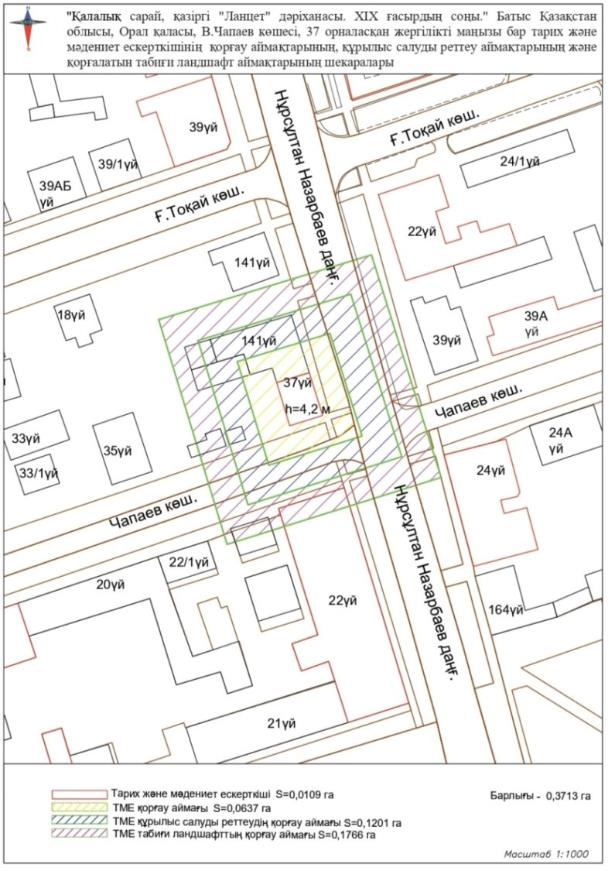 "Қалалық сарай, қазіргі "Ланцет" дәріханасы. XIX ғасырдың соңы." Батыс Қазақстан
облысы, Орал қаласы, В.Чапаев көшесі, 37 орналасқан жергілікті маңызы бар тарих және
мәдениет ескерткішінің қорғау аймақтарының, құрылыс салуды реттеу аймақтарының және
қорғалатын табиғи ландшафт аймақтарының шекаралары
Нұрсұлтан Назарбаев даңғ.
Ғ.Тоқай көш.
39үй
39/1үй
24/1үй
39АБ
үй
Ғ.Тоқай көш.
22үй
141үй
18үй
39А
үй
141үй
39үй
37үй
h=4,2 м
Чапаев көш.
33үй
35үй
24А
үй
33/1үй
24үй
Чапаев көш.
Нұрсұлтан Назарбаев даңғ.
22/1үй
20үй
22үй
164үй
21үй
Тарих және мәдениет ескерткіші S=0,0109 га
Барлығы - 0,3713 га
ТМЕ қорғау аймағы S=0,0637 га
ТМЕ құрылыс салуды реттеудің қорғау аймағы S=0,1201 га
ТМЕ табиғи ландшафттың қорғау аймағы S=0,1766 га
Масштаб 1:1000